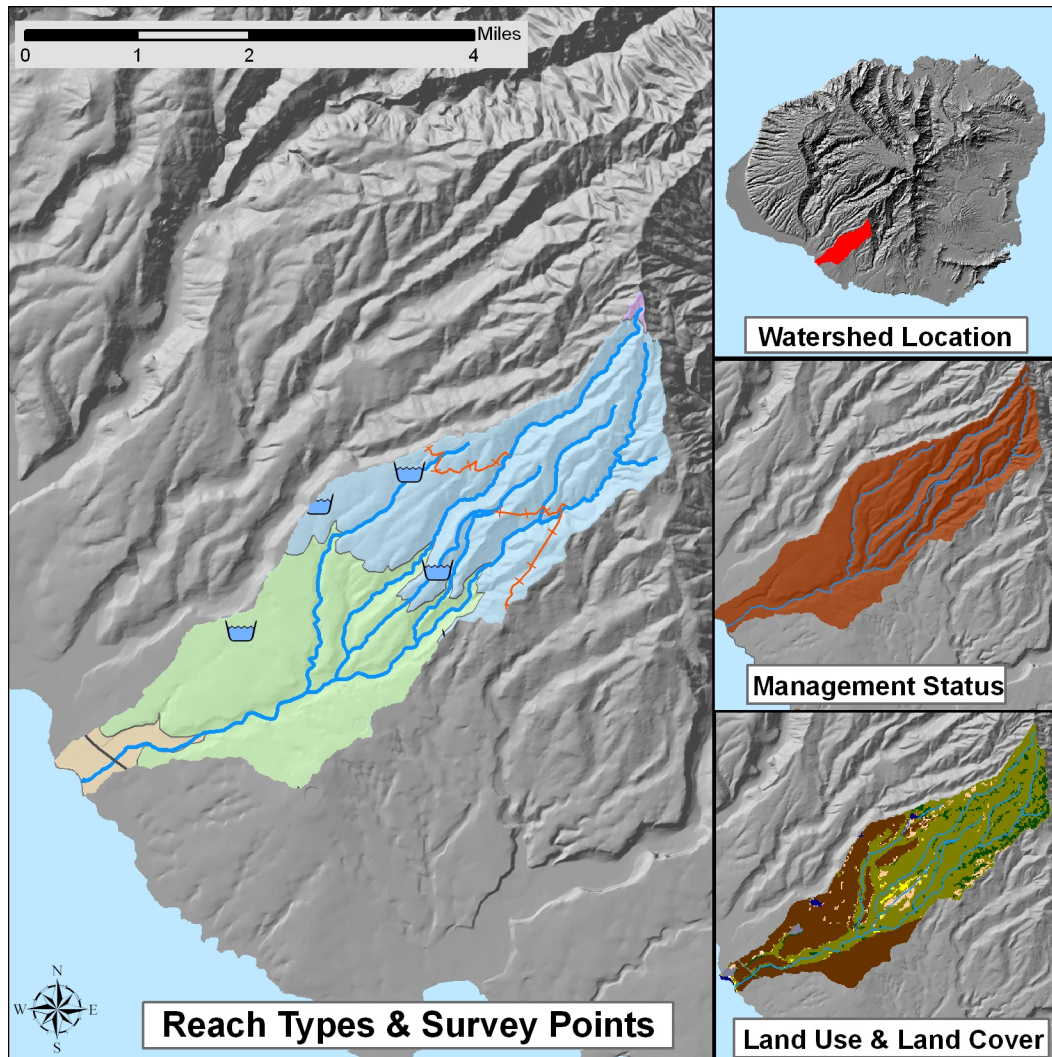 Miles
0 1 2 4
N
W E
S
Reach Types & Survey Points
Watershed Location
Management Status
Land Use & Land Cover